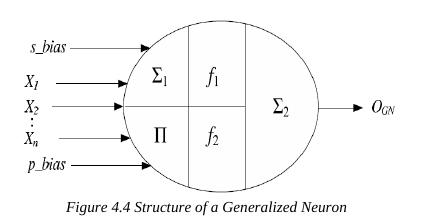 s_bias
X1 Σ1 f1
X2 Σ2 OGN
⋮
Xn Π f2
p_bias
Figure 4.4 Structure of a Generalized Neuron